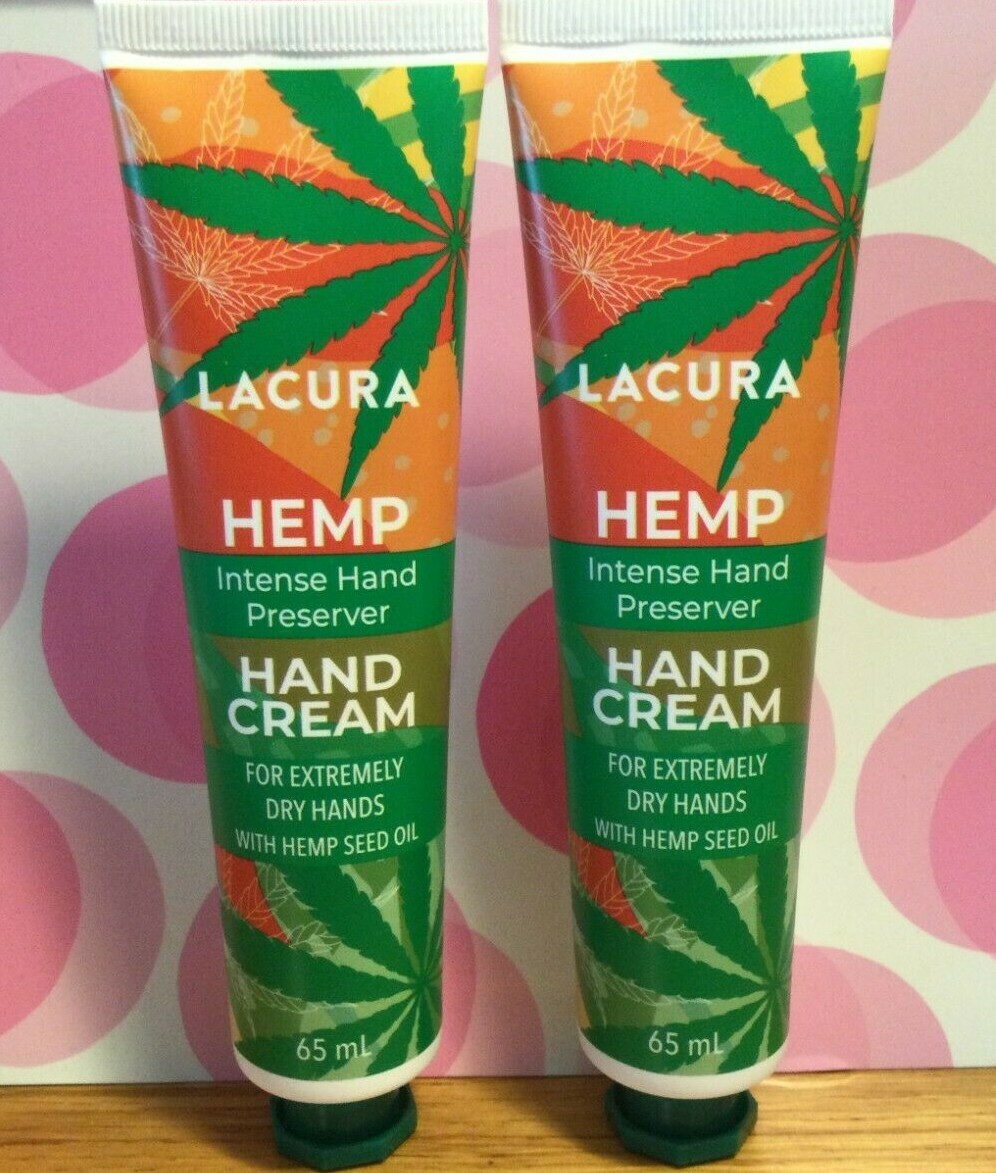 LACURA
HEMP
Intense Hand
Preserver
HAND
CREAM
FOR EXTREMELY
DRY HANDS
WITH HEMP SEED OIL
65 mL
LACURA
HEMP
Intense Hand
Preserver
HAND
CREAM
FOR EXTREMELY
DRY HANDS
WITH HEMP SEED OIL
65 mL